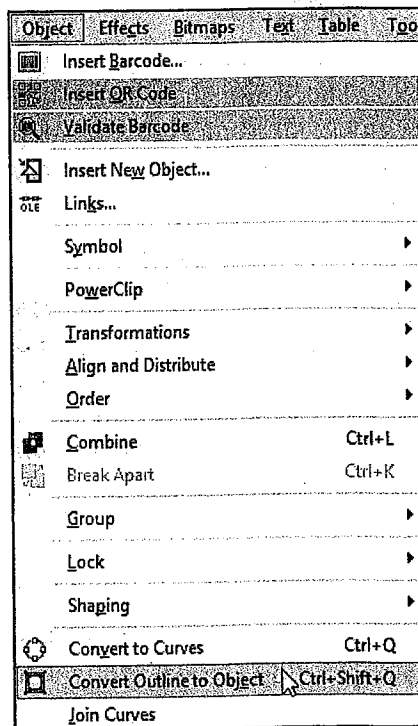 Object Effects Bitmaps Text Table Too
Insert Barcode...
Insert QR Code
Validate Barcode
Insert New Object...
OLE Links...
Symbol
PowerClip
Transformations
Align and Distribute
Order
Combine Ctrl+L
Break Apart Ctrl+K
Group
Lock
Shaping
Convert to Curves Ctrl+Q
Convert Outline to Object Ctrl+Shift+Q
Join Curves